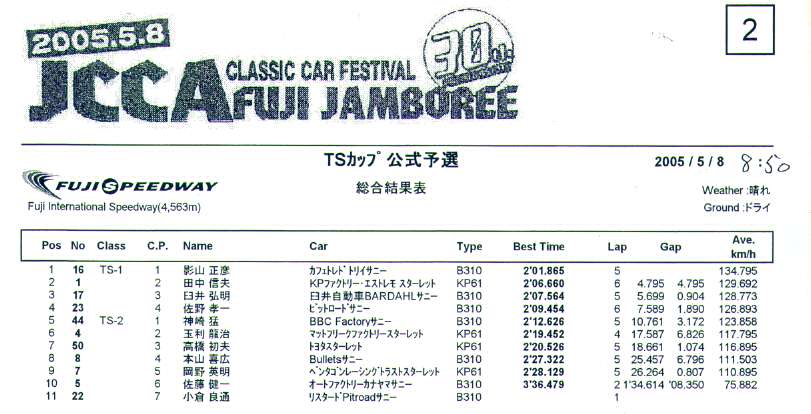 2
2005.5.8
30th
JCCA CLASSIC CAR FESTIVAL
FUJI JAMBOREE
TSカップ 公式予選
2005 / 5 / 8 8:50
FUJI SPEEDWAY
総合結果表
Weather :晴れ
Fuji International Speedway(4,563m)
Ground :ドライ
Pos No Class C.P. Name Car Type Best Time Lap Gap Ave. km/h
1 16 TS-1 1 影山 正彦 カフェトレドトリイサニー B310 2'01.865 5 134.795
2 1 2 田中 信夫 KPファクトリー・エストレモ スターレット KP61 2'06.660 6 4.795 4.795 129.692
3 17 3 臼井 弘明 臼井自動車BARDAHLサニー B310 2'07.564 5 5.699 0.904 128.773
4 23 4 佐野 孝一 ピットロードサニー B310 2'09.454 6 7.589 1.890 126.893
5 44 TS-2 1 神崎 猛 BBC Factoryサニー B310 2'12.626 5 10.761 3.172 123.858
6 4 2 玉利 龍治 マットフリークファクトリースターレット KP61 2'19.452 4 17.587 6.826 117.795
7 50 3 高橋 初夫 トヨタスターレット KP61 2'20.526 5 18.661 1.074 116.895
8 8 4 本山 喜広 Bulletsサニー B310 2'27.322 5 25.457 6.796 111.503
9 7 5 岡野 英明 ペンタゴンレーシングトラストスターレット KP61 2'28.129 5 26.264 0.807 110.895
10 5 6 佐藤 健一 オートファクトリーカナヤマサニー B310 3'36.479 2 1'34.614 '08.350 75.882
11 22 7 小倉 良通 リスタードPitroadサニー B310 1